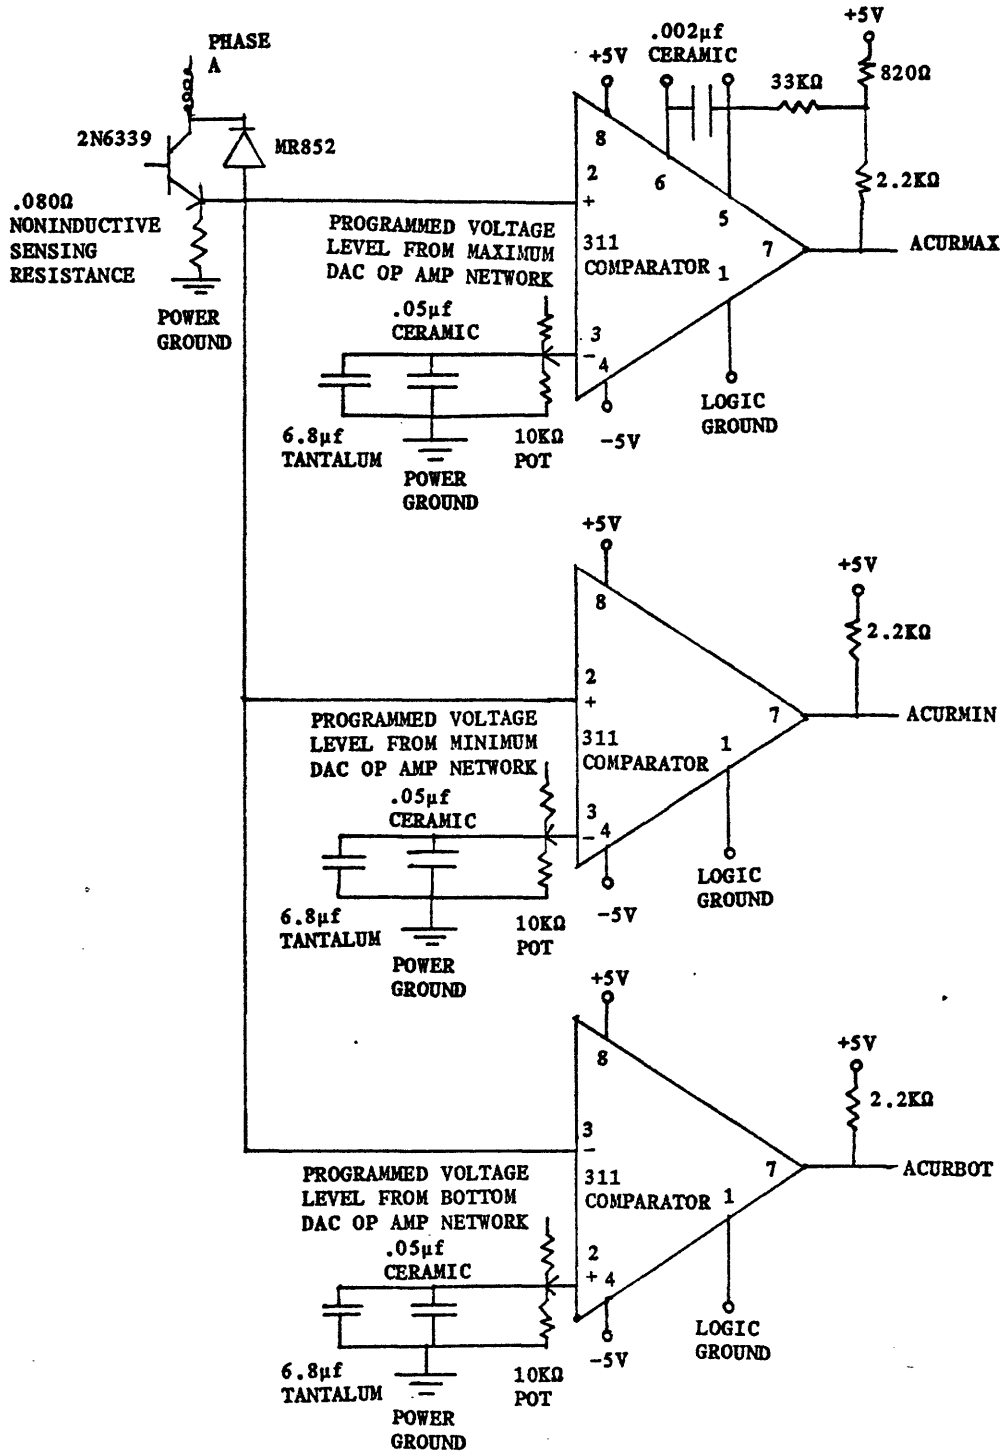 PHASE
A
2N6339
MR852
.080Ω
NONINDUCTIVE
SENSING
RESISTANCE
POWER
GROUND
+5V
.002μf
CERAMIC
+5V
820Ω
33KΩ
2.2KΩ
8
6
5
2
+
311
COMPARATOR
1
7
ACURMAX
3
-
4
-5V
LOGIC
GROUND
PROGRAMMED VOLTAGE
LEVEL FROM MAXIMUM
DAC OP AMP NETWORK
.05μf
CERAMIC
6.8μf
TANTALUM
10KΩ
POT
POWER
GROUND
+5V
8
+5V
2.2KΩ
2
+
311
COMPARATOR
1
7
ACURMIN
3
-
4
-5V
LOGIC
GROUND
PROGRAMMED VOLTAGE
LEVEL FROM MINIMUM
DAC OP AMP NETWORK
.05μf
CERAMIC
6.8μf
TANTALUM
10KΩ
POT
POWER
GROUND
+5V
8
+5V
2.2KΩ
3
-
311
COMPARATOR
1
7
ACURBOT
2
+
4
-5V
LOGIC
GROUND
PROGRAMMED VOLTAGE
LEVEL FROM BOTTOM
DAC OP AMP NETWORK
.05μf
CERAMIC
6.8μf
TANTALUM
10KΩ
POT
POWER
GROUND